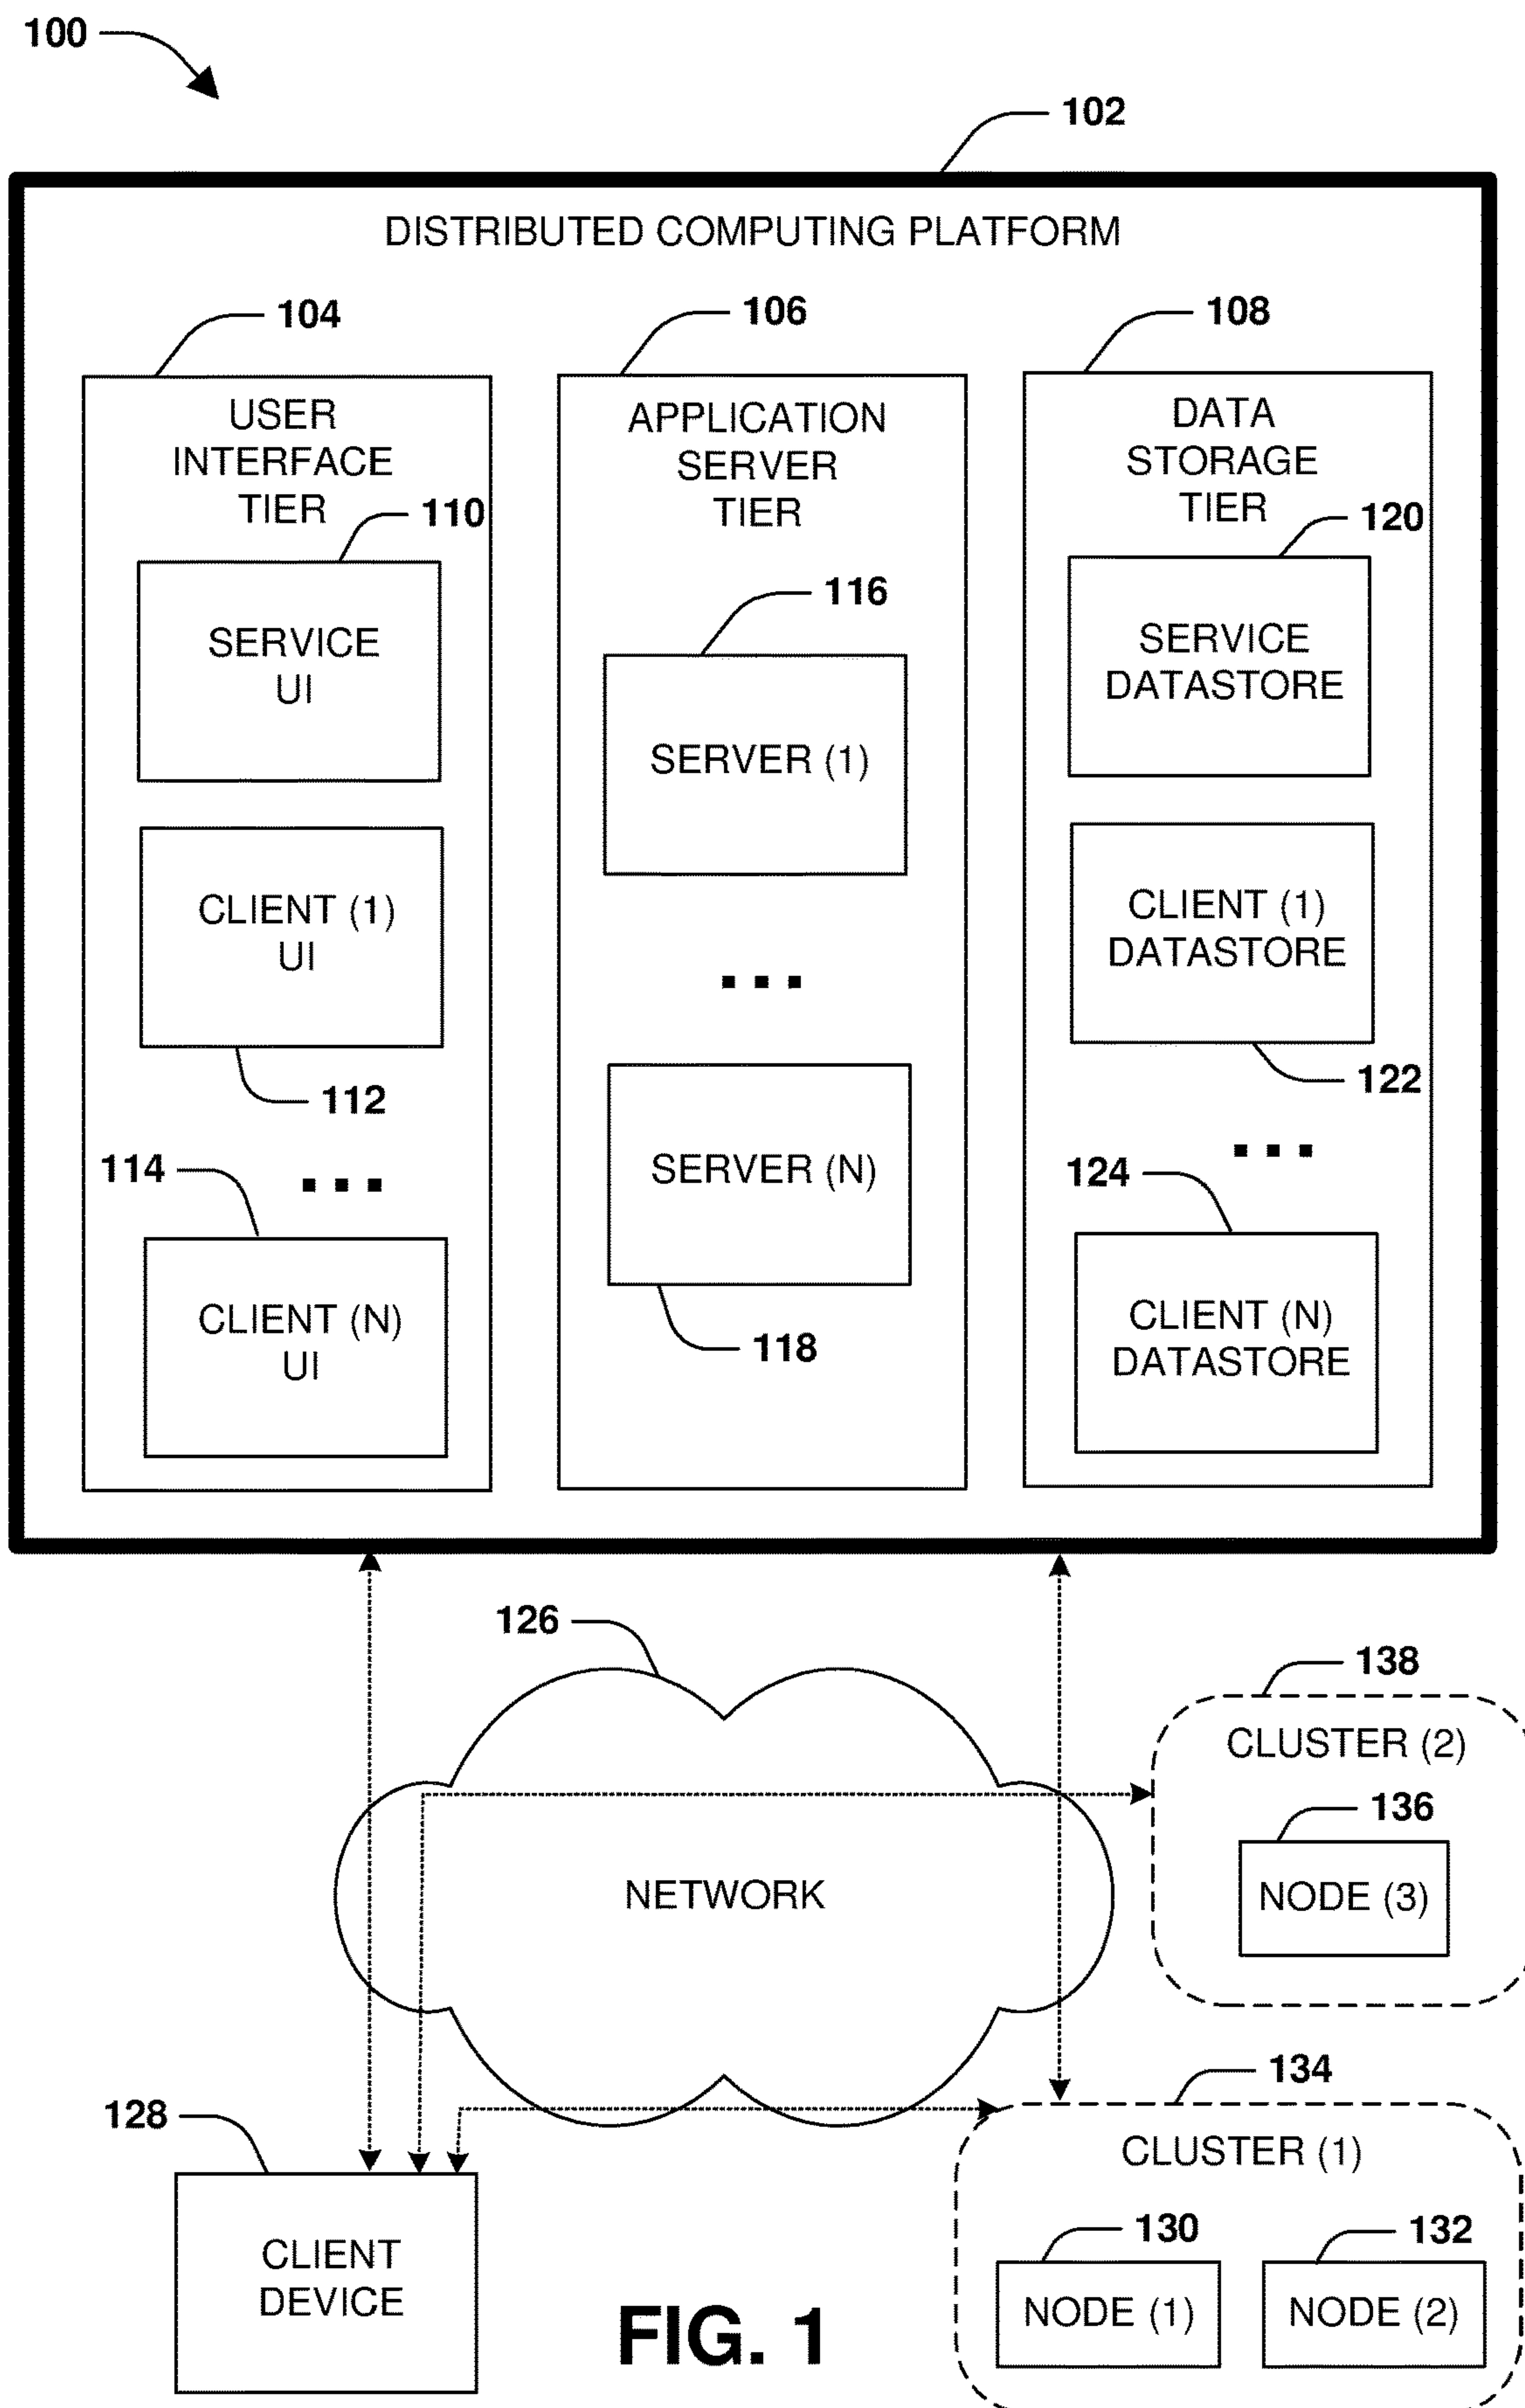 100
102
DISTRIBUTED COMPUTING PLATFORM
104
106
108
USER
INTERFACE
TIER
110
SERVICE
UI
CLIENT (1)
UI
112
114
...
CLIENT (N)
UI
APPLICATION
SERVER
TIER
116
SERVER (1)
...
SERVER (N)
118
DATA
STORAGE
TIER
120
SERVICE
DATASTORE
CLIENT (1)
DATASTORE
122
...
124
CLIENT (N)
DATASTORE
126
NETWORK
138
CLUSTER (2)
136
NODE (3)
128
CLIENT
DEVICE
134
CLUSTER (1)
130
NODE (1)
132
NODE (2)
FIG. 1